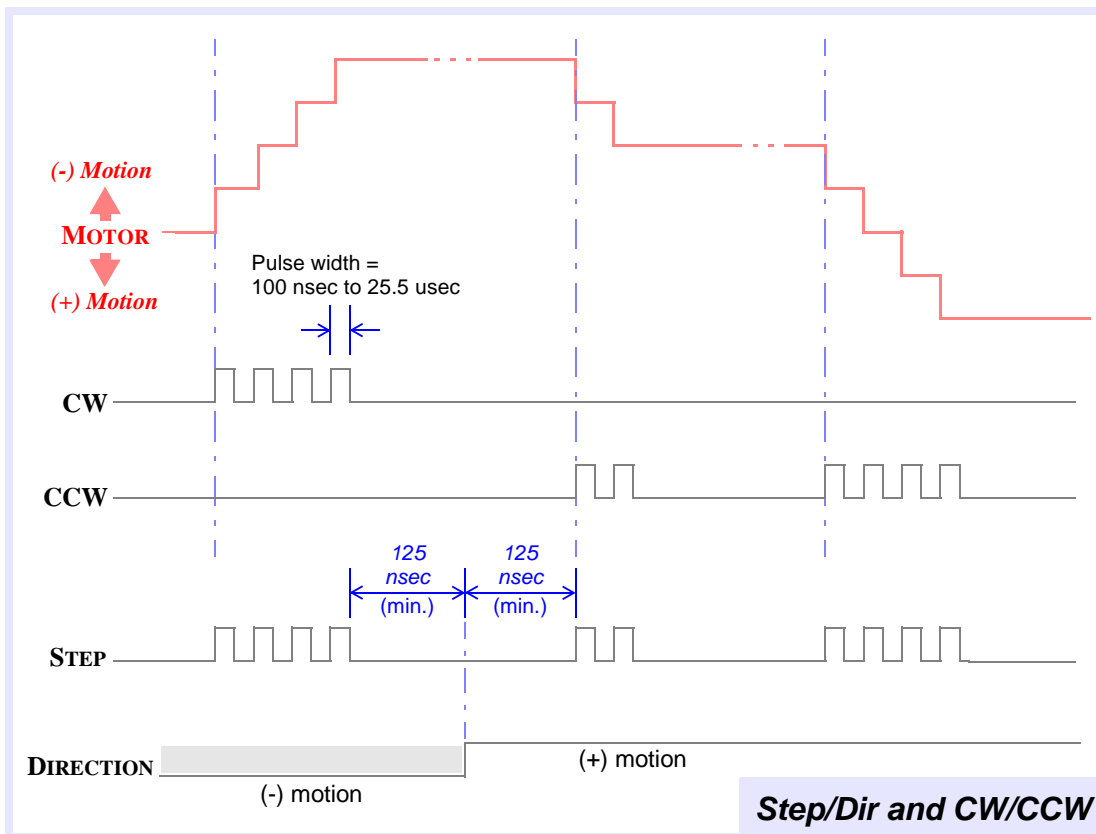 (-) Motion
MOTOR
(+) Motion
Pulse width =
100 nsec to 25.5 usec
CW
CCW
125
nsec
(min.)
125
nsec
(min.)
STEP
DIRECTION
(-) motion
(+) motion
Step/Dir and CW/CCW